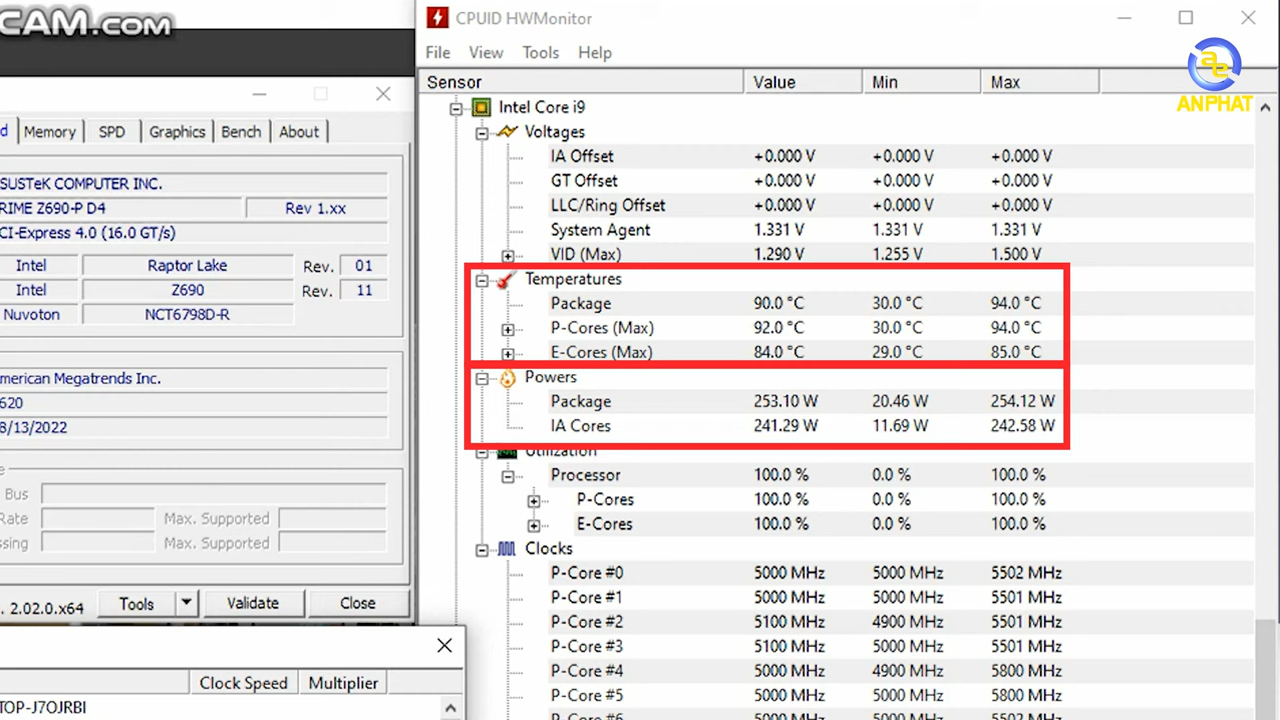 CAM.COM
CPUID HWMonitor
File View Tools Help
ANPHAT
Sensor Value Min Max
Intel Core i9
Voltages
IA Offset +0.000 V +0.000 V +0.000 V
GT Offset +0.000 V +0.000 V +0.000 V
LLC/Ring Offset +0.000 V +0.000 V +0.000 V
System Agent 1.331 V 1.331 V 1.331 V
VID (Max) 1.290 V 1.255 V 1.500 V
Temperatures
Package 90.0 °C 30.0 °C 94.0 °C
P-Cores (Max) 92.0 °C 30.0 °C 94.0 °C
E-Cores (Max) 84.0 °C 29.0 °C 85.0 °C
Powers
Package 253.10 W 20.46 W 254.12 W
IA Cores 241.29 W 11.69 W 242.58 W
Utilization
Processor 100.0 % 0.0 % 100.0 %
P-Cores 100.0 % 0.0 % 100.0 %
E-Cores 100.0 % 0.0 % 100.0 %
Clocks
P-Core #0 5000 MHz 5000 MHz 5502 MHz
P-Core #1 5000 MHz 5000 MHz 5501 MHz
P-Core #2 5100 MHz 4900 MHz 5501 MHz
P-Core #3 5100 MHz 5000 MHz 5501 MHz
P-Core #4 5000 MHz 4900 MHz 5800 MHz
P-Core #5 5000 MHz 5000 MHz 5800 MHz
d Memory SPD Graphics Bench About
SUSTeK COMPUTER INC.
RIME Z690-P D4 Rev 1.xx
CI-Express 4.0 (16.0 GT/s)
Intel Raptor Lake Rev. 01
Intel Z690 Rev. 11
Nuvoton NCT6798D-R
merican Megatrends Inc.
620
8/13/2022
e
Bus
Rate Max. Supported
ssing Max. Supported
. 2.02.0.x64 Tools Validate Close
Clock Speed Multiplier
TOP-J7OJRBI